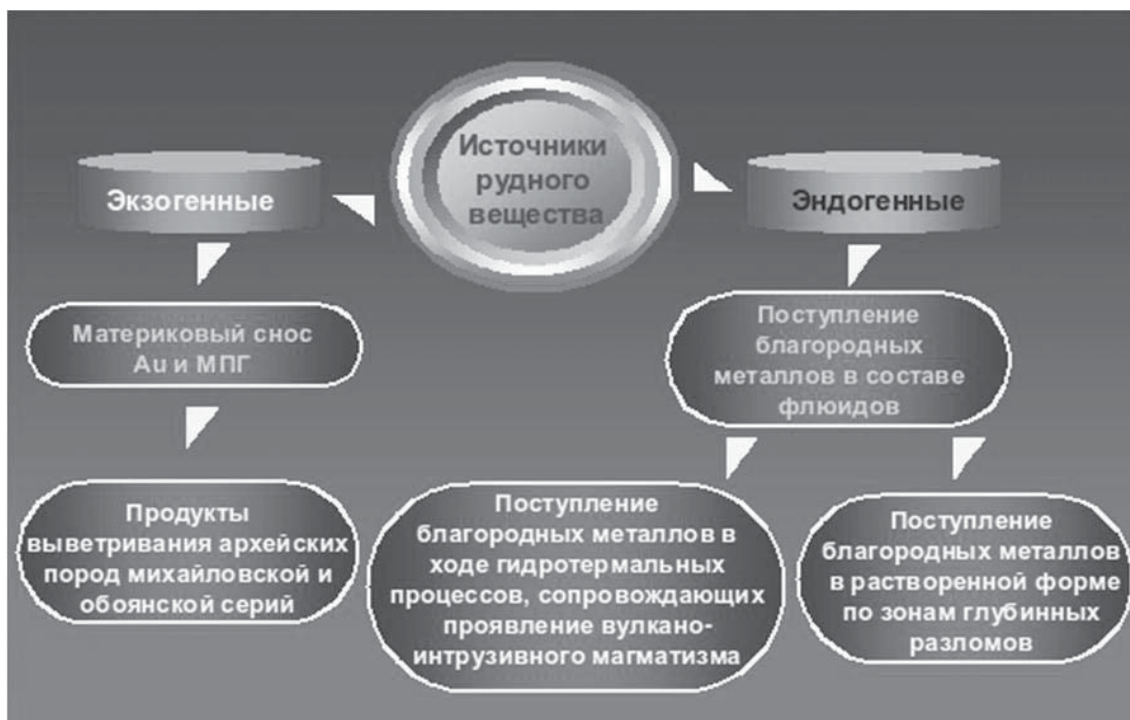 Источники
рудного
вещества
Экзогенные
Эндогенные
Материковый снос
Au и МПГ
Поступление
благородных
металлов в составе
флюидов
Продукты
выветривания архейских
пород михайловской и
обоянской серий
Поступление
благородных металлов в
ходе гидротермальных
процессов, сопровождающих
проявление вулкано-
интрузивного магматизма
Поступление
благородных металлов
в растворенной форме
по зонам глубинных
разломов